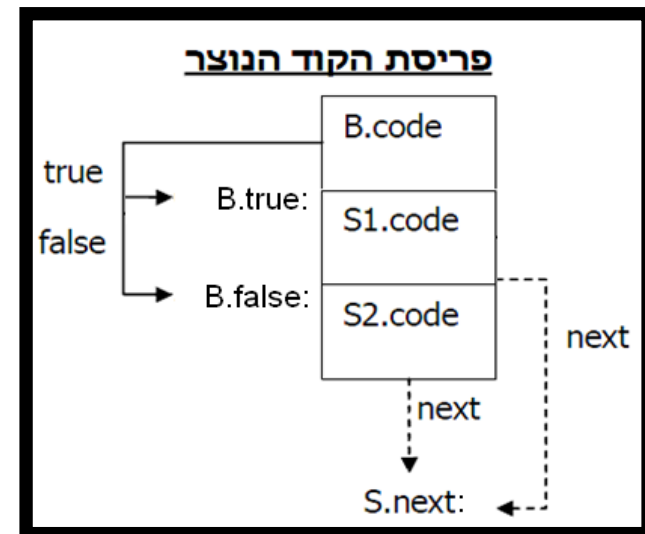 פריסת הקוד הנוצר
B.code
true
B.true:
S1.code
false
B.false:
S2.code
next
next
S.next: